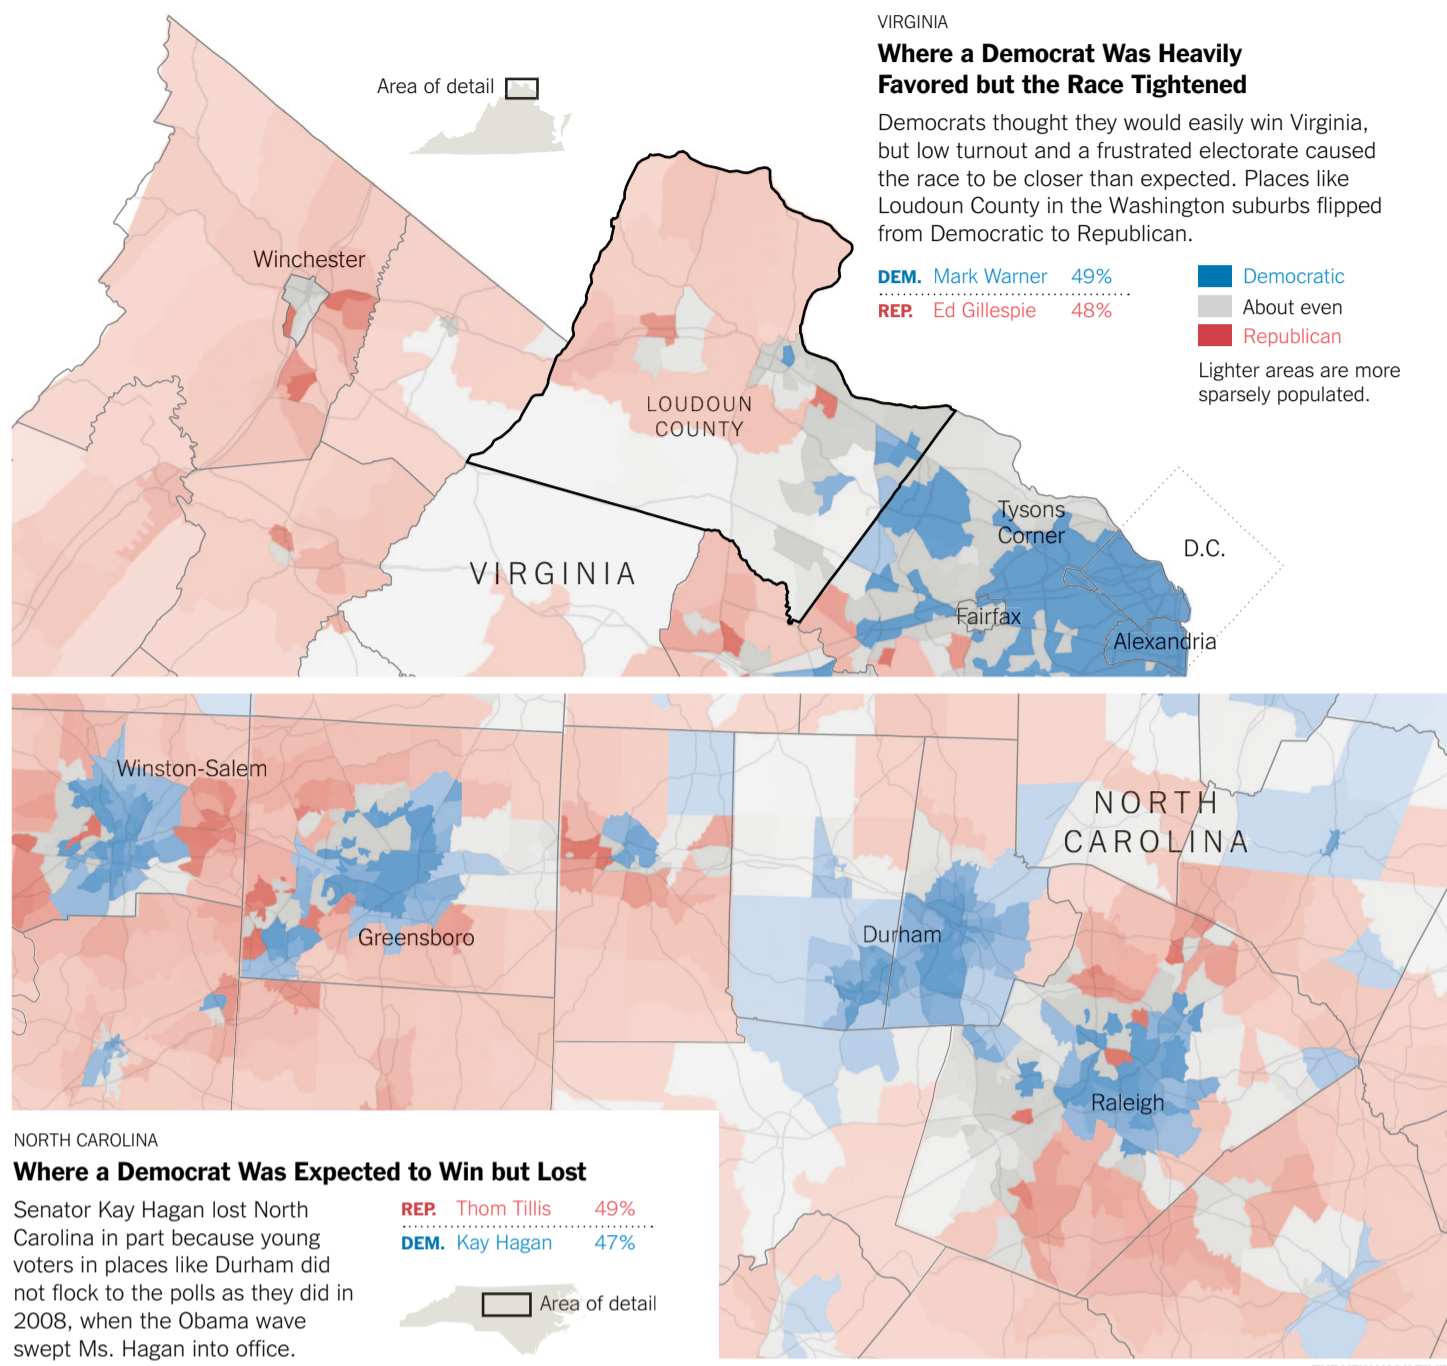 VIRGINIA
Where a Democrat Was Heavily
Favored but the Race Tightened
Democrats thought they would easily win Virginia,
but low turnout and a frustrated electorate caused
the race to be closer than expected. Places like
Loudoun County in the Washington suburbs flipped
from Democratic to Republican.
DEM. Mark Warner 49%
REP. Ed Gillespie 48%
Democratic
About even
Republican
Lighter areas are more
sparsely populated.
Area of detail
Winchester
LOUDOUN
COUNTY
VIRGINIA
Tysons
Corner
D.C.
Fairfax
Alexandria
Winston-Salem
Greensboro
Durham
NORTH
CAROLINA
Raleigh
NORTH CAROLINA
Where a Democrat Was Expected to Win but Lost
Senator Kay Hagan lost North
Carolina in part because young
voters in places like Durham did
not flock to the polls as they did in
2008, when the Obama wave
swept Ms. Hagan into office.
REP. Thom Tillis 49%
DEM. Kay Hagan 47%
Area of detail